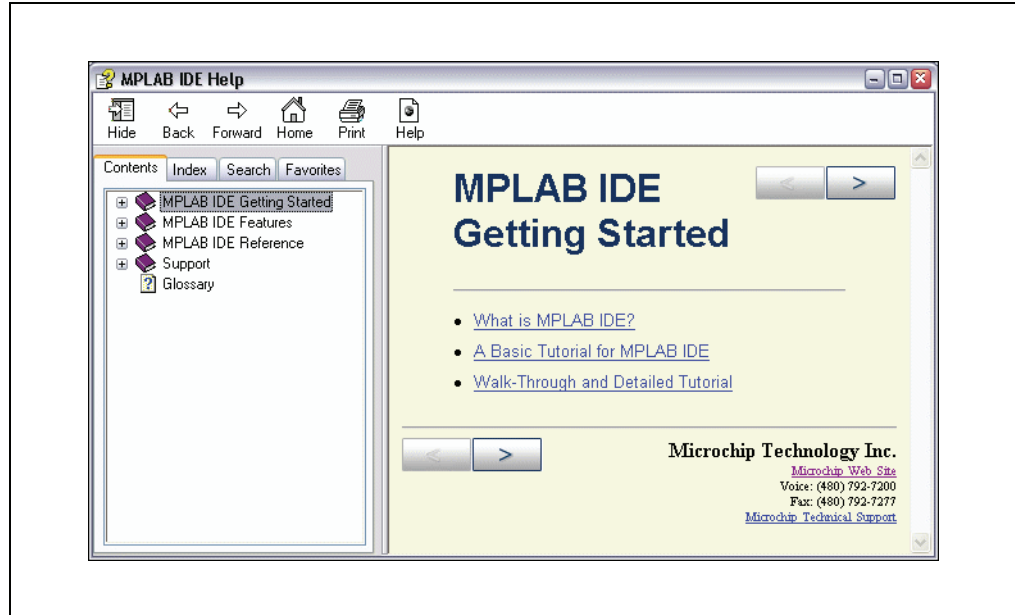 MPLAB IDE Help
Hide Back Forward Home Print Help
Contents Index Search Favorites
MPLAB IDE Getting Started
MPLAB IDE Features
MPLAB IDE Reference
Support
Glossary
< >
MPLAB IDE
Getting Started
• What is MPLAB IDE?
• A Basic Tutorial for MPLAB IDE
• Walk-Through and Detailed Tutorial
< >
Microchip Technology Inc.
Microchip Web Site
Voice: (480) 792-7200
Fax: (480) 792-7277
Microchip Technical Support